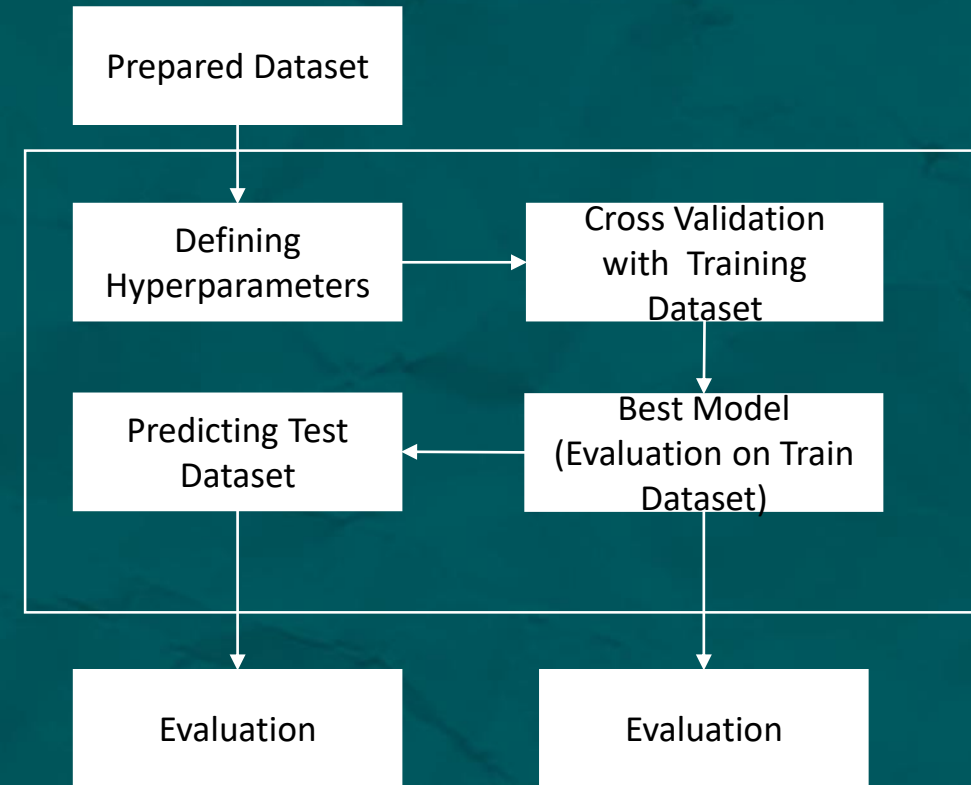 Prepared Dataset
Defining
Hyperparameters
Cross Validation
with Training
Dataset
Predicting Test
Dataset
Best Model
(Evaluation on Train
Dataset)
Evaluation
Evaluation